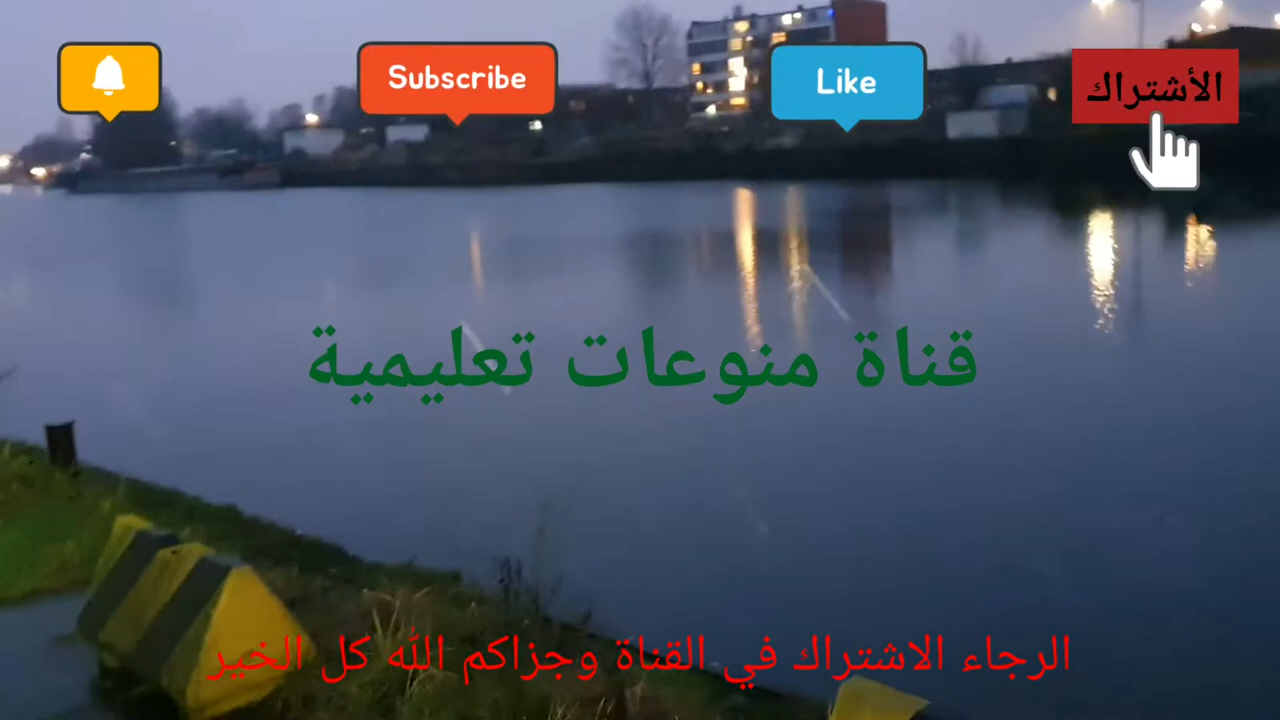 Subscribe
Like
الأشتراك
قناة منوعات تعليمية
الرجاء الاشتراك في القناة وجزاكم الله كل الخير